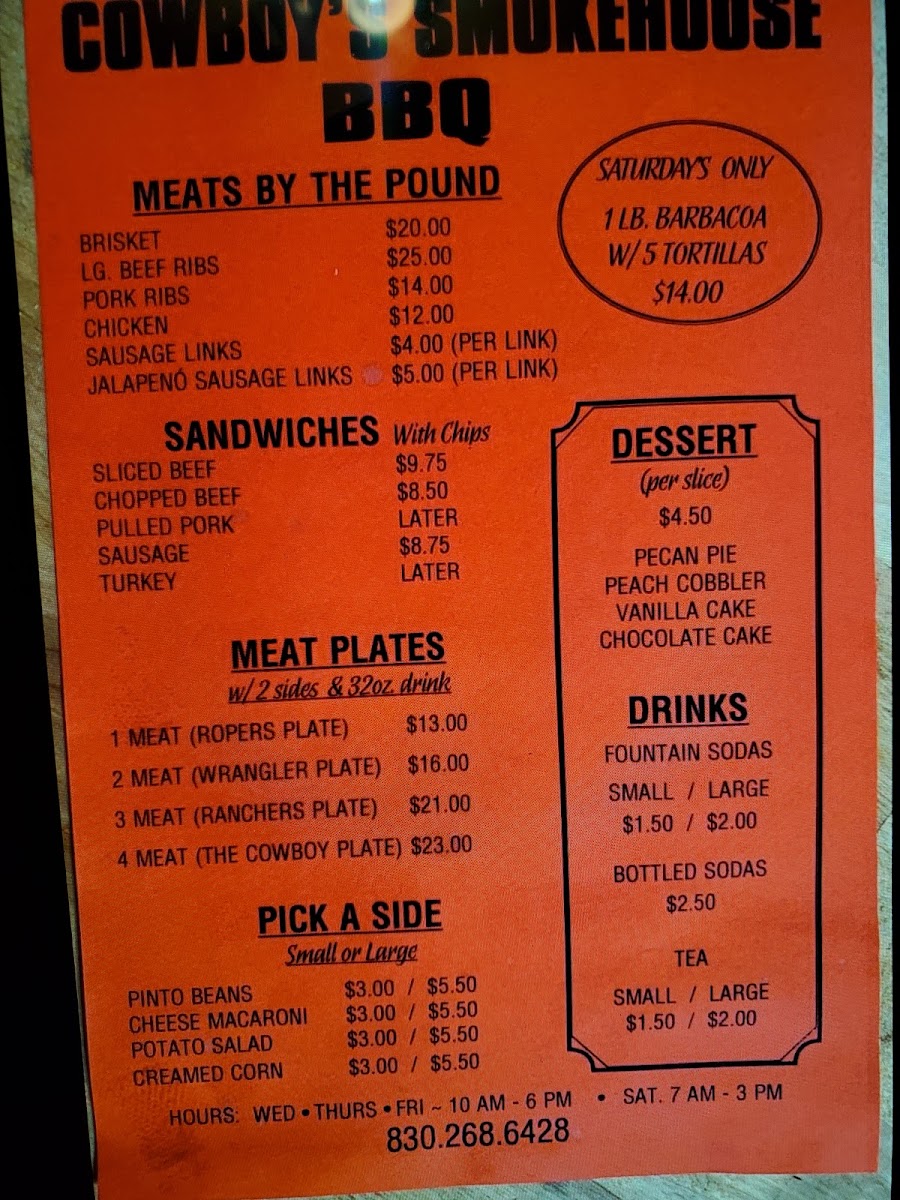 COWBOY'S SMOKEHOUSE
BBQ
MEATS BY THE POUND
BRISKET $20.00
LG. BEEF RIBS $25.00
PORK RIBS $14.00
CHICKEN $12.00
SAUSAGE LINKS $4.00 (PER LINK)
JALAPENÓ SAUSAGE LINKS $5.00 (PER LINK)
SATURDAY'S ONLY
1 LB. BARBACOA
W/ 5 TORTILLAS
$14.00
SANDWICHES With Chips
SLICED BEEF $9.75
CHOPPED BEEF $8.50
PULLED PORK LATER
SAUSAGE $8.75
TURKEY LATER
MEAT PLATES
w/ 2 sides & 32oz. drink
1 MEAT (ROPERS PLATE) $13.00
2 MEAT (WRANGLER PLATE) $16.00
3 MEAT (RANCHERS PLATE) $21.00
4 MEAT (THE COWBOY PLATE) $23.00
PICK A SIDE
Small or Large
PINTO BEANS $3.00 / $5.50
CHEESE MACARONI $3.00 / $5.50
POTATO SALAD $3.00 / $5.50
CREAMED CORN $3.00 / $5.50
DESSERT
(per slice)
$4.50
PECAN PIE
PEACH COBBLER
VANILLA CAKE
CHOCOLATE CAKE
DRINKS
FOUNTAIN SODAS
SMALL / LARGE
$1.50 / $2.00
BOTTLED SODAS
$2.50
TEA
SMALL / LARGE
$1.50 / $2.00
HOURS: WED • THURS • FRI ~ 10 AM - 6 PM • SAT. 7 AM - 3 PM
830.268.6428